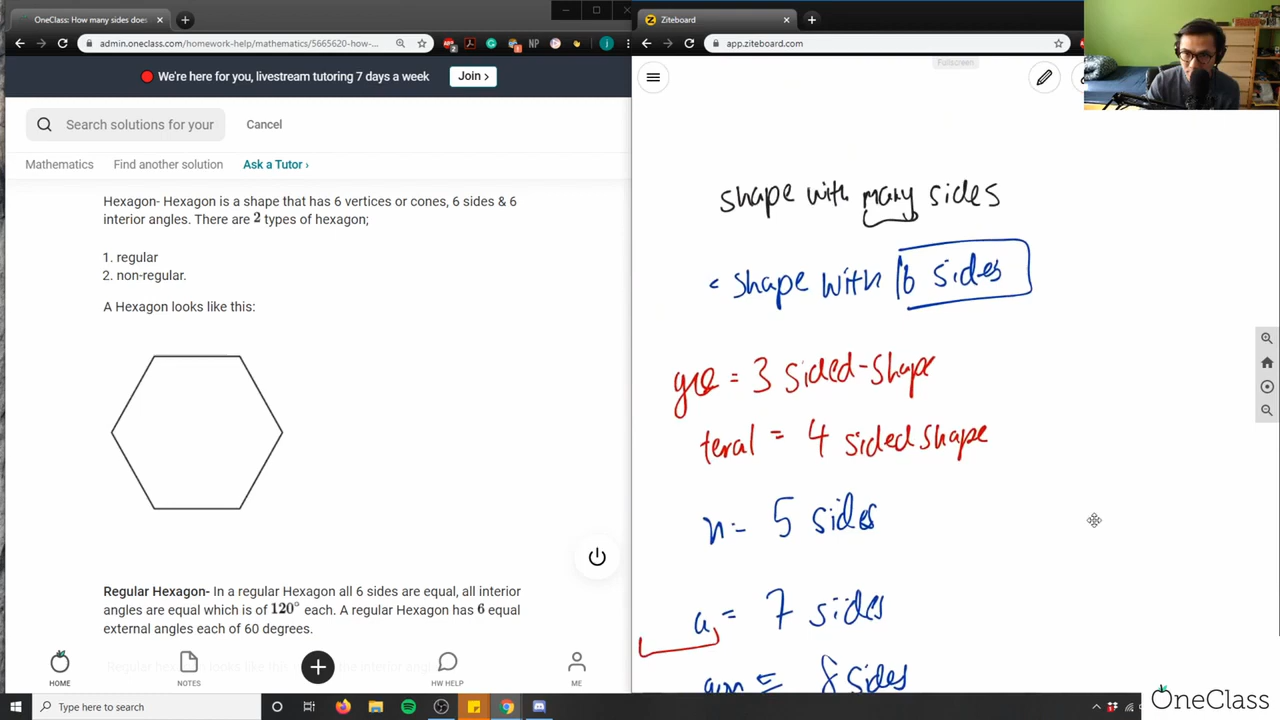 OneClass: How many sides does
Ziteboard
admin.oneclass.com/homework-help/mathematics/5665620-how-...
app.ziteboard.com
Fullscreen
We're here for you, livestream tutoring 7 days a week
Join ›
Search solutions for your
Cancel
Mathematics
Find another solution
Ask a Tutor ›
Hexagon- Hexagon is a shape that has 6 vertices or cones, 6 sides & 6
interior angles. There are 2 types of hexagon;
1. regular
2. non-regular.
A Hexagon looks like this:
Regular Hexagon- In a regular Hexagon all 6 sides are equal, all interior
angles are equal which is of 120° each. A regular Hexagon has 6 equal
external angles each of 60 degrees.
HOME
NOTES
HW HELP
ME
shape with many sides
shape with 6 sides
= 3 sided-shape
teral = 4 sided shape
n = 5 sides
a = 7 sides
8 sides
Type here to search
OneClass